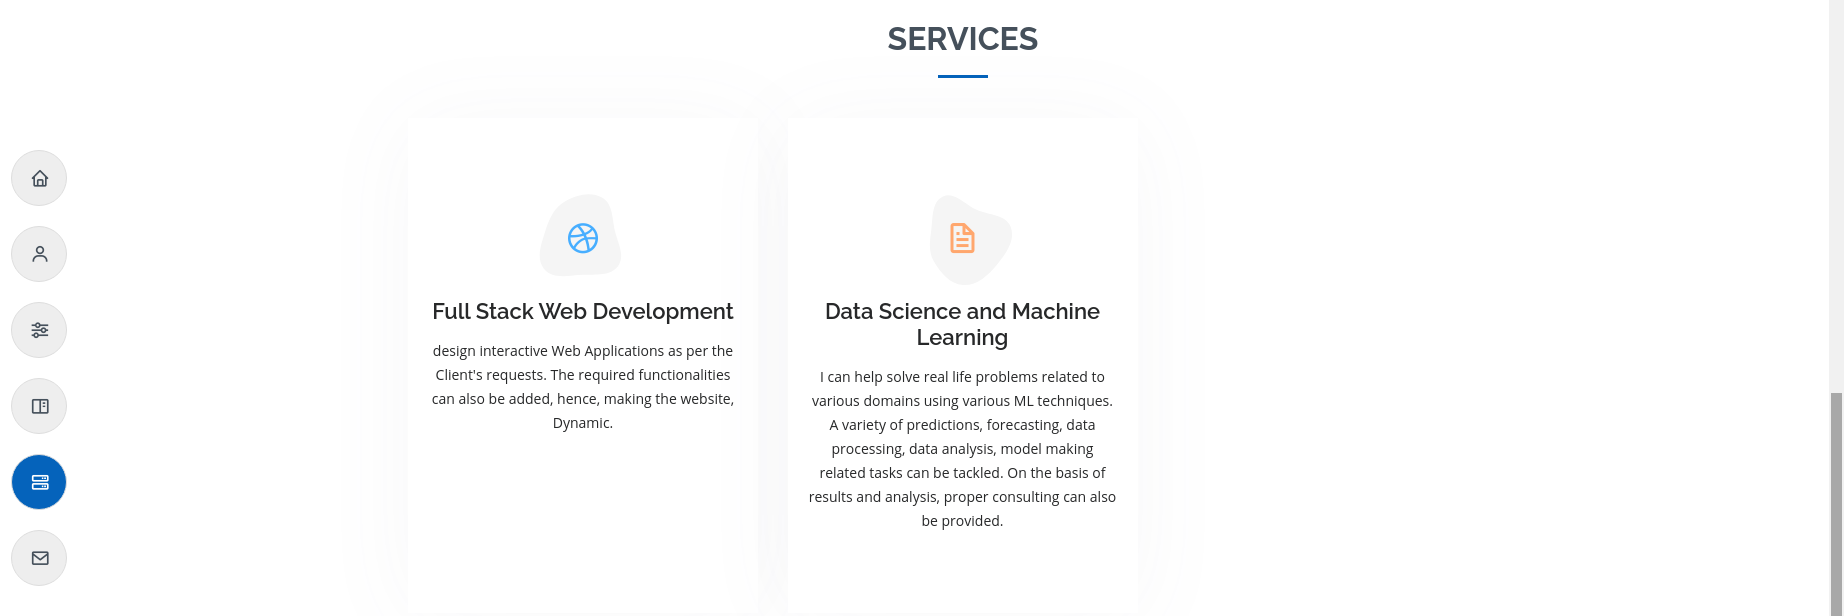 SERVICES
Full Stack Web Development
design interactive Web Applications as per the
Client's requests. The required functionalities
can also be added, hence, making the website,
Dynamic.
Data Science and Machine
Learning
I can help solve real life problems related to
various domains using various ML techniques.
A variety of predictions, forecasting, data
processing, data analysis, model making
related tasks can be tackled. On the basis of
results and analysis, proper consulting can also
be provided.